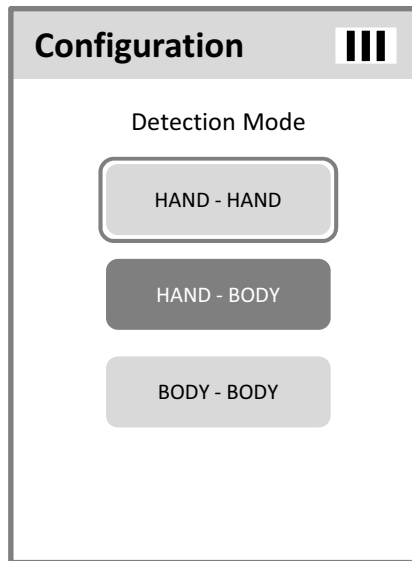 Configuration
Detection Mode
HAND - HAND
HAND - BODY
BODY - BODY